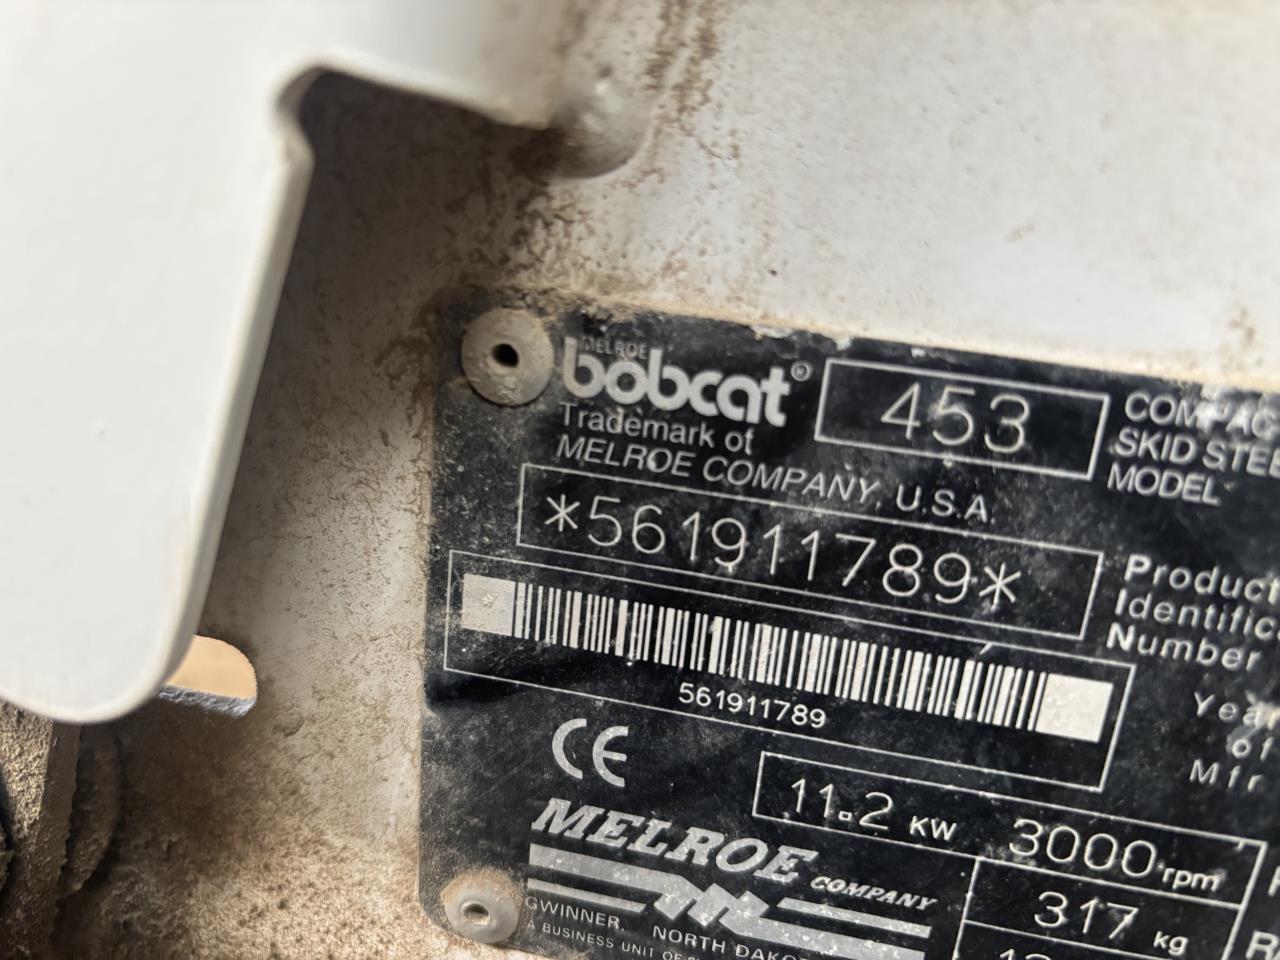 MELROE
bobcat®
453
COMPAC
SKID STEE
MODEL
Trademark of
MELROE COMPANY, U.S.A.
*561911789*
Product
Identific
Number
561911789
Year
of
Mfr
CE
11.2 KW 3000 rpm
317 kg
MELROE COMPANY
GWINNER, NORTH DAKOT
A BUSINESS UNIT OF